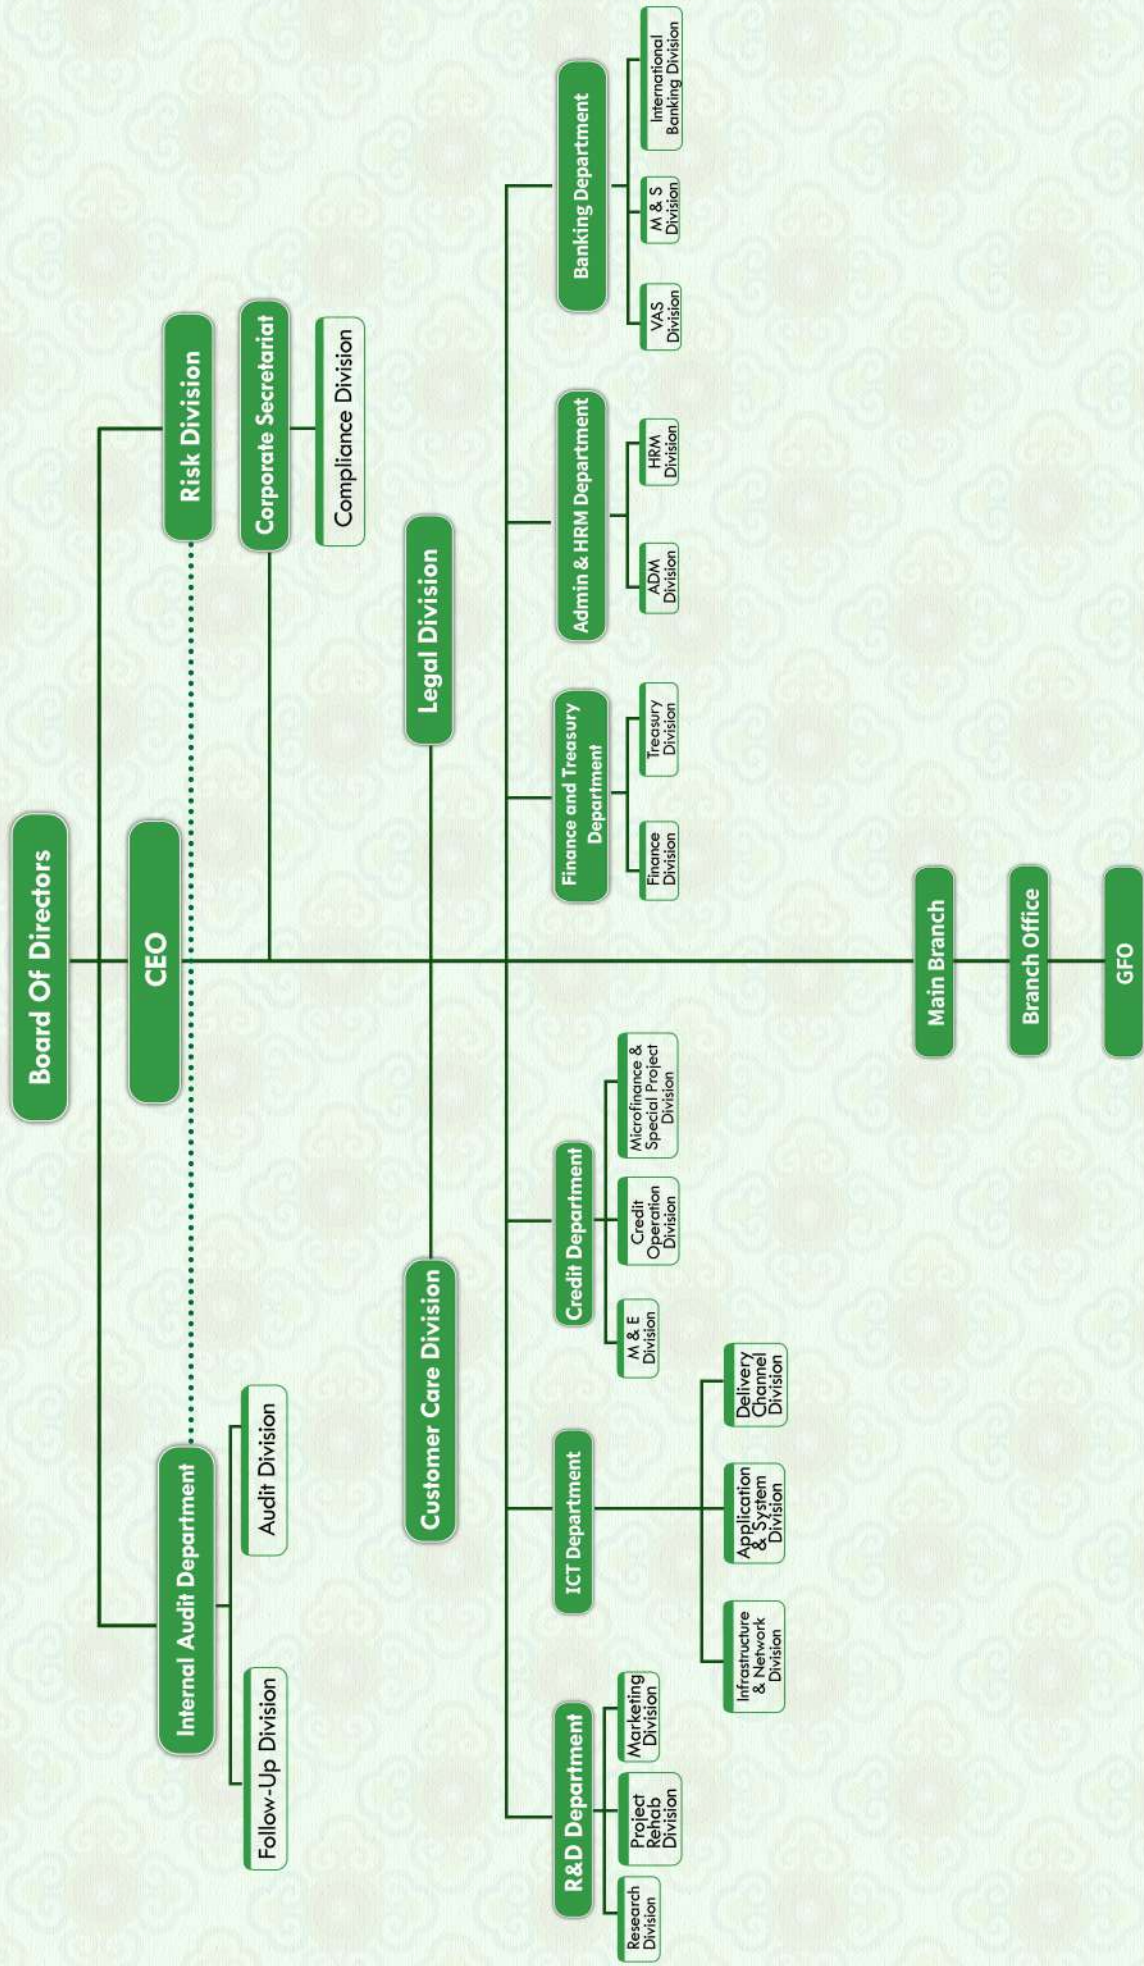 Board Of Directors
CEO
Internal Audit Department
Risk Division
Follow-Up Division
Audit Division
Corporate Secretariat
Compliance Division
Customer Care Division
Legal Division
R&D Department
Research
Division
Project
Rehab
Division
Marketing
Division
ICT Department
Infrastructure
& Network
Division
Application
& System
Division
Delivery
Channel
Division
Credit Department
M & E
Division
Credit
Operation
Division
Microfinance &
Special Project
Division
Finance and Treasury
Department
Finance
Division
Treasury
Division
Admin & HRM Department
ADM
Division
HRM
Division
Banking Department
VAS
Division
M & S
Division
International
Banking Division
Main Branch
Branch Office
GFO